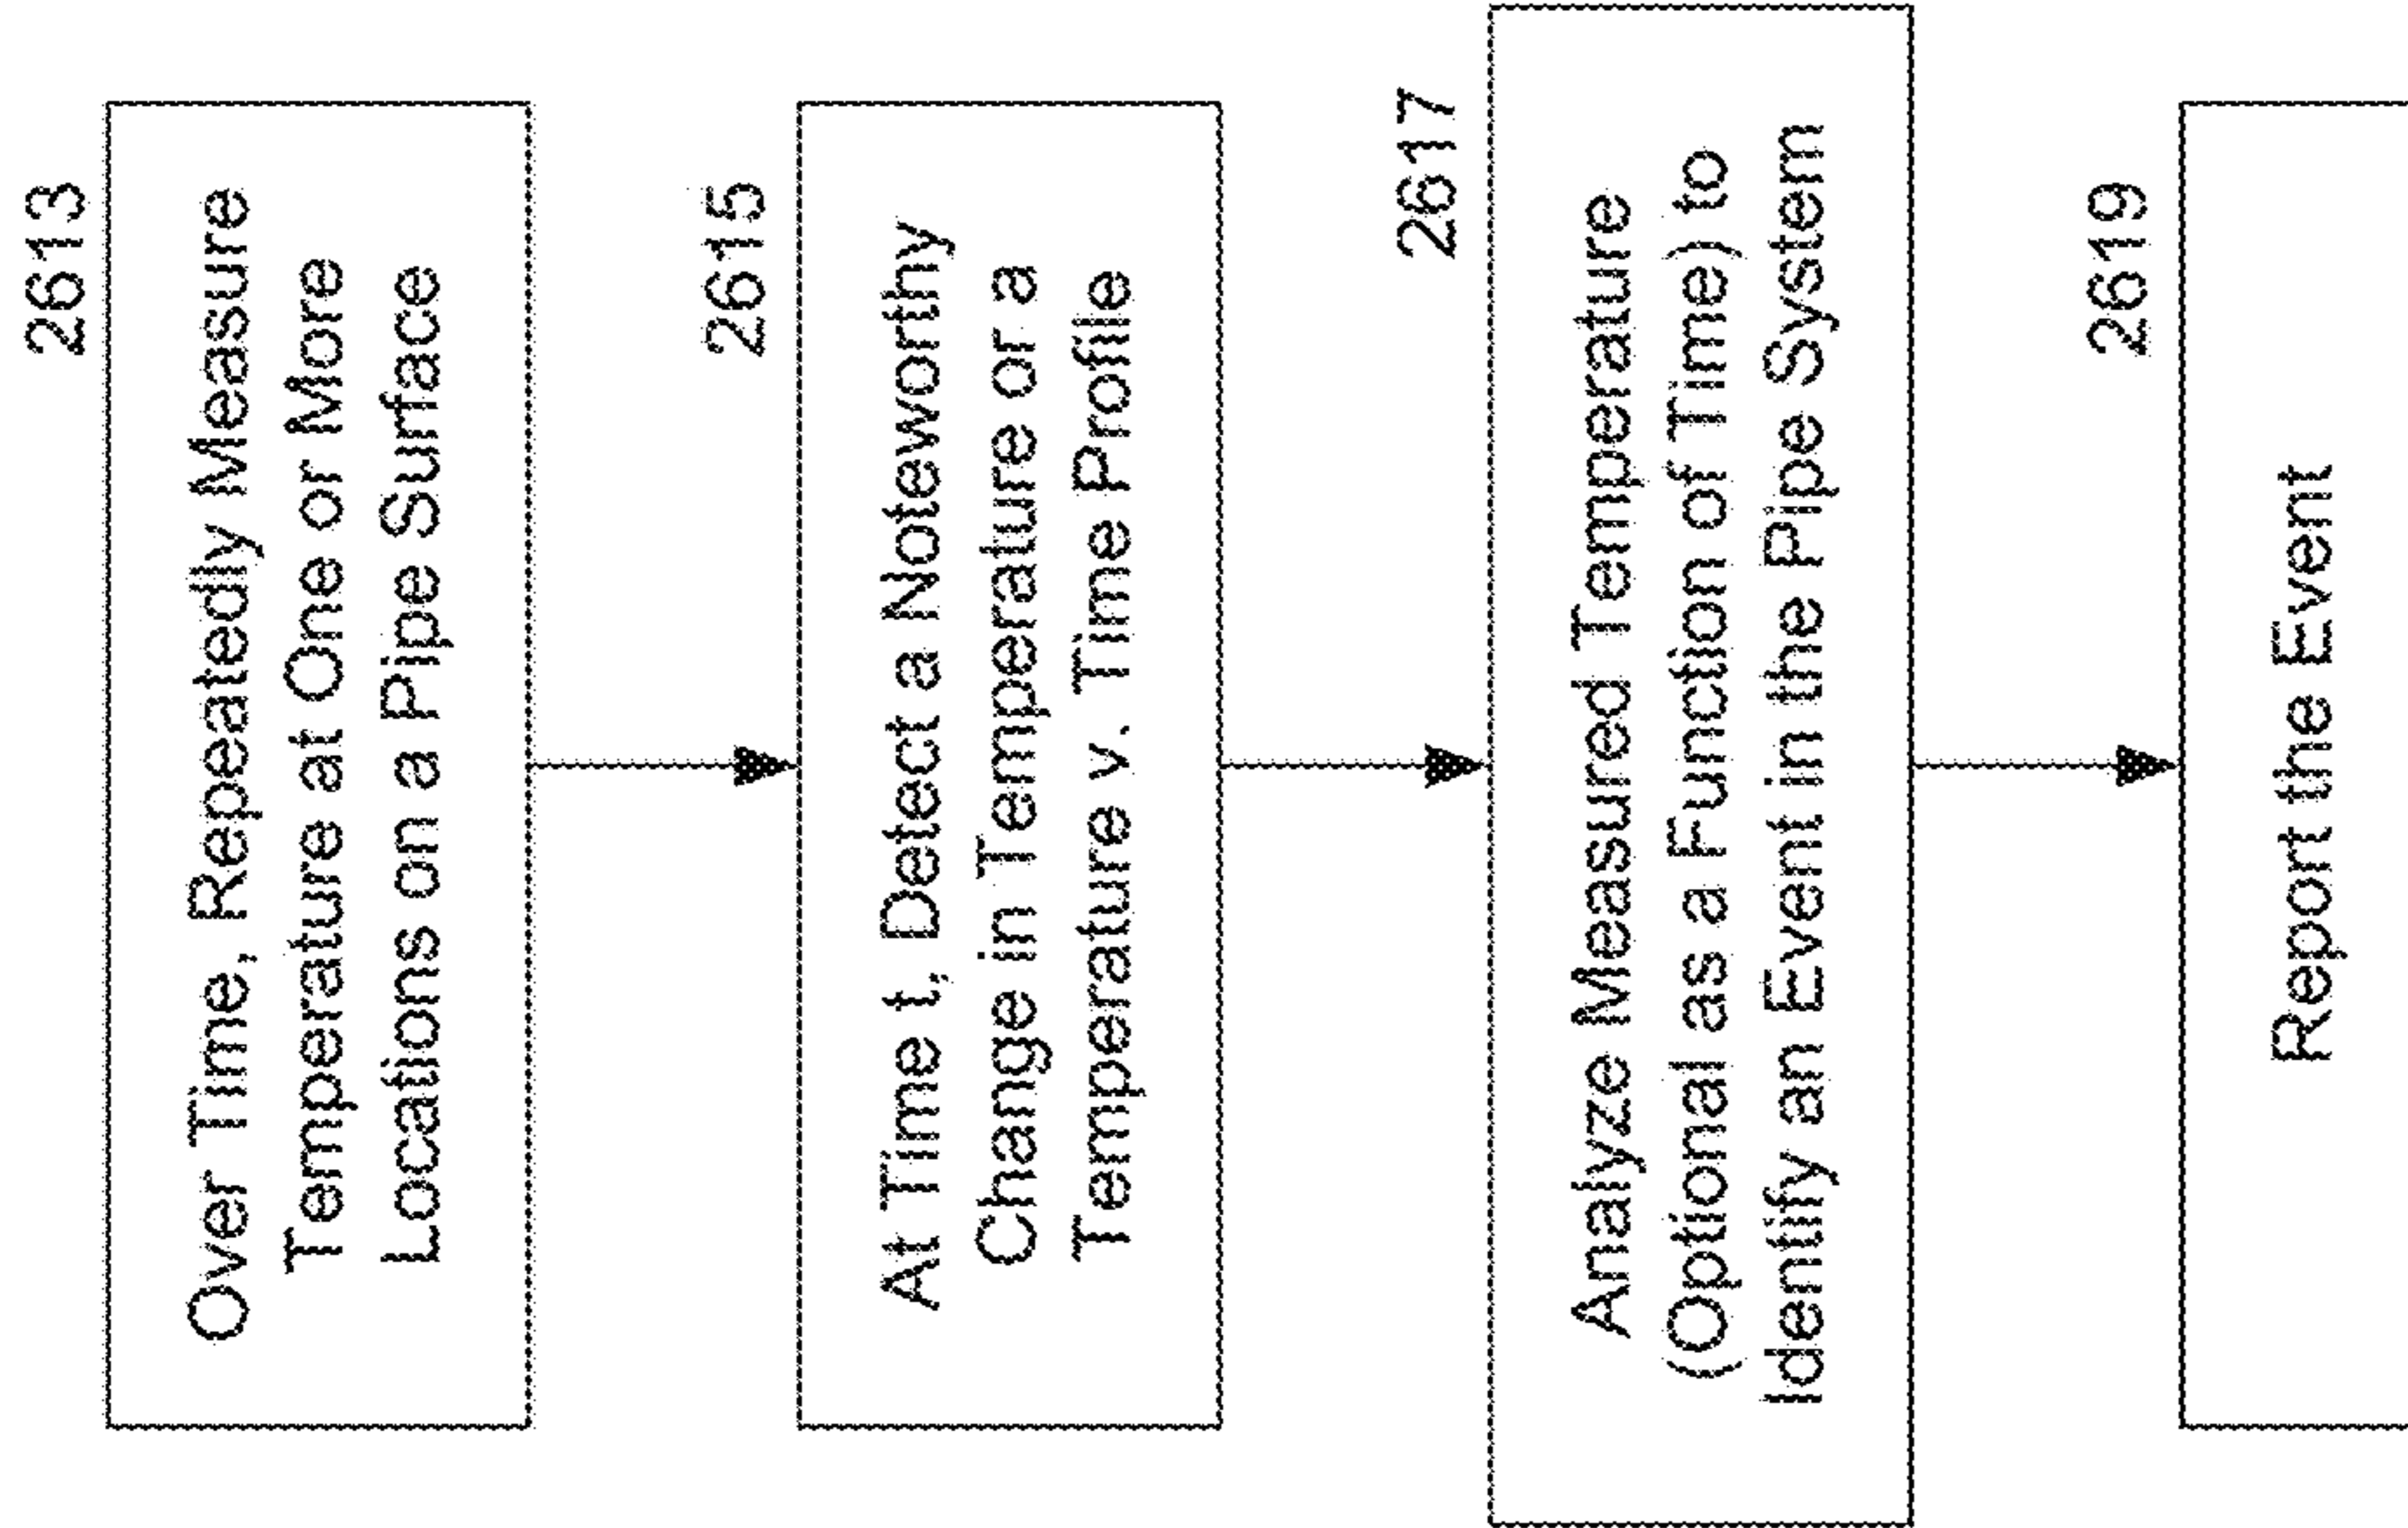 2613
Over Time, Repeatedly Measure
Temperature at One or More
Locations on a Pipe Surface
2615
At Time t, Detect a Noteworthy
Change in Temperature or a
Temperature v. Time Profile
2617
Analyze Measured Temperature
(Optional as a Function of Time) to
Identify an Event in the Pipe System
2619
Report the Event